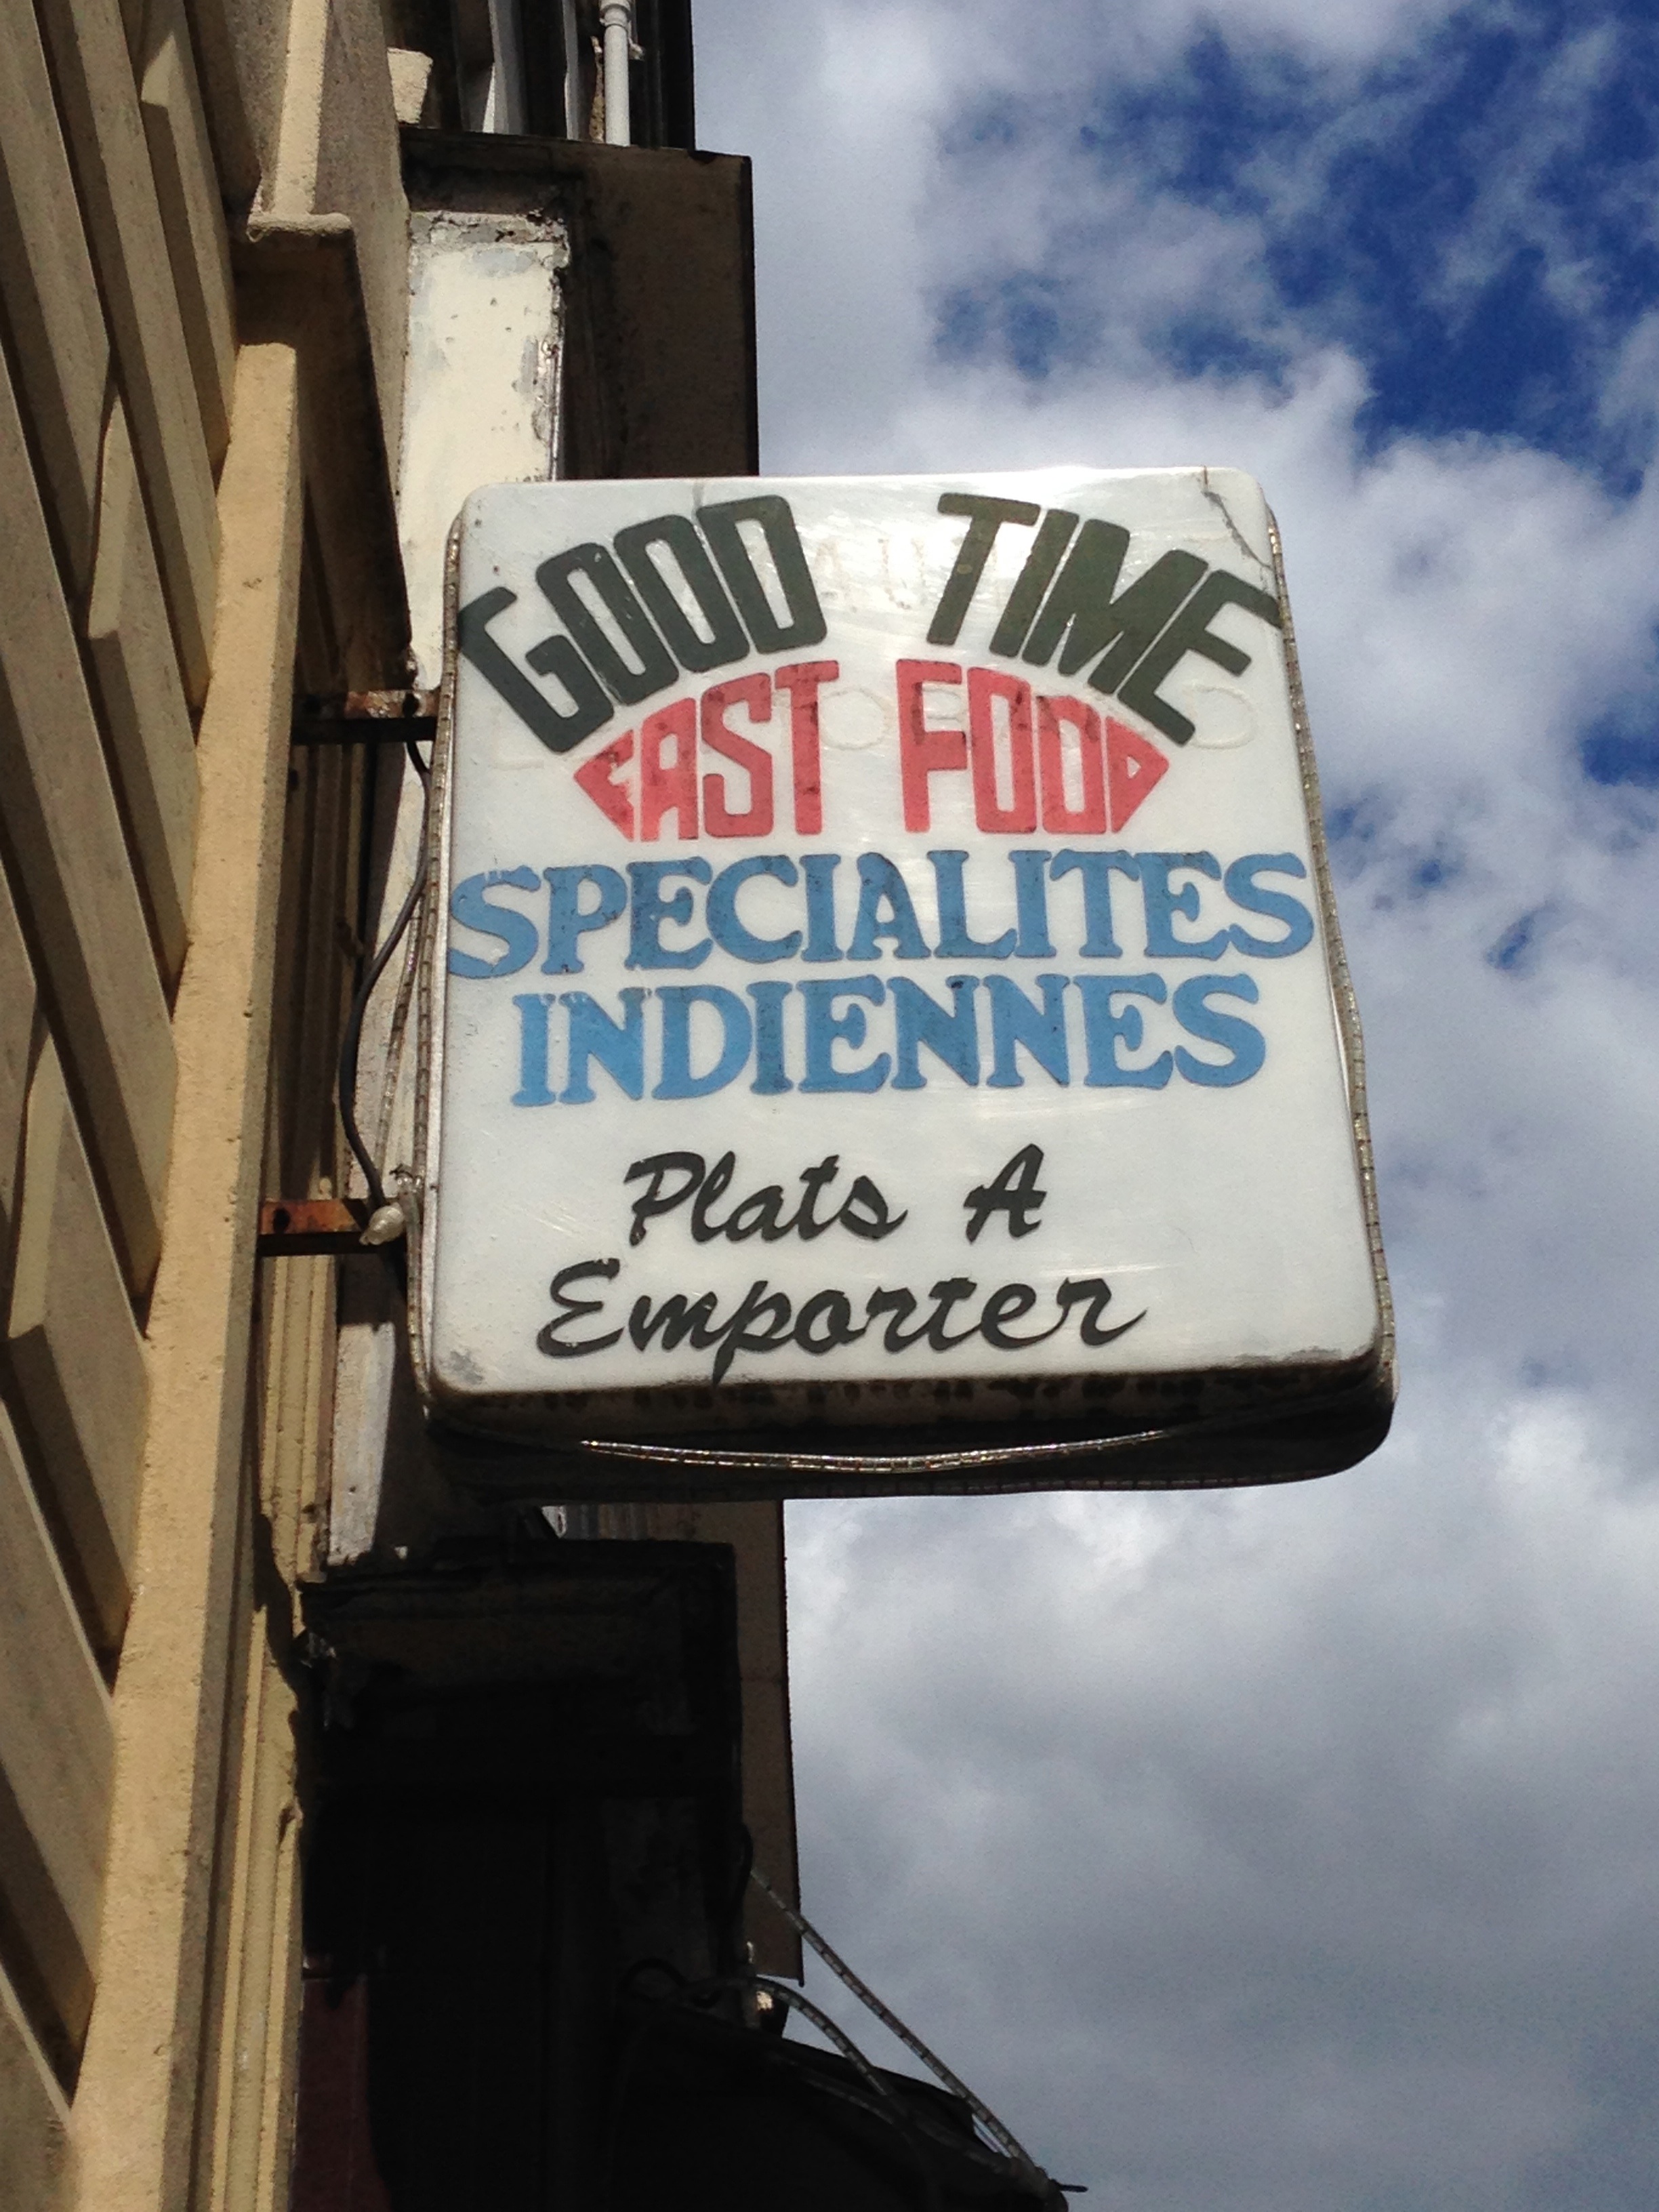 GOOD TIME
FAST FOOD
SPECIALITES
INDIENNES
Plats A
Emporter